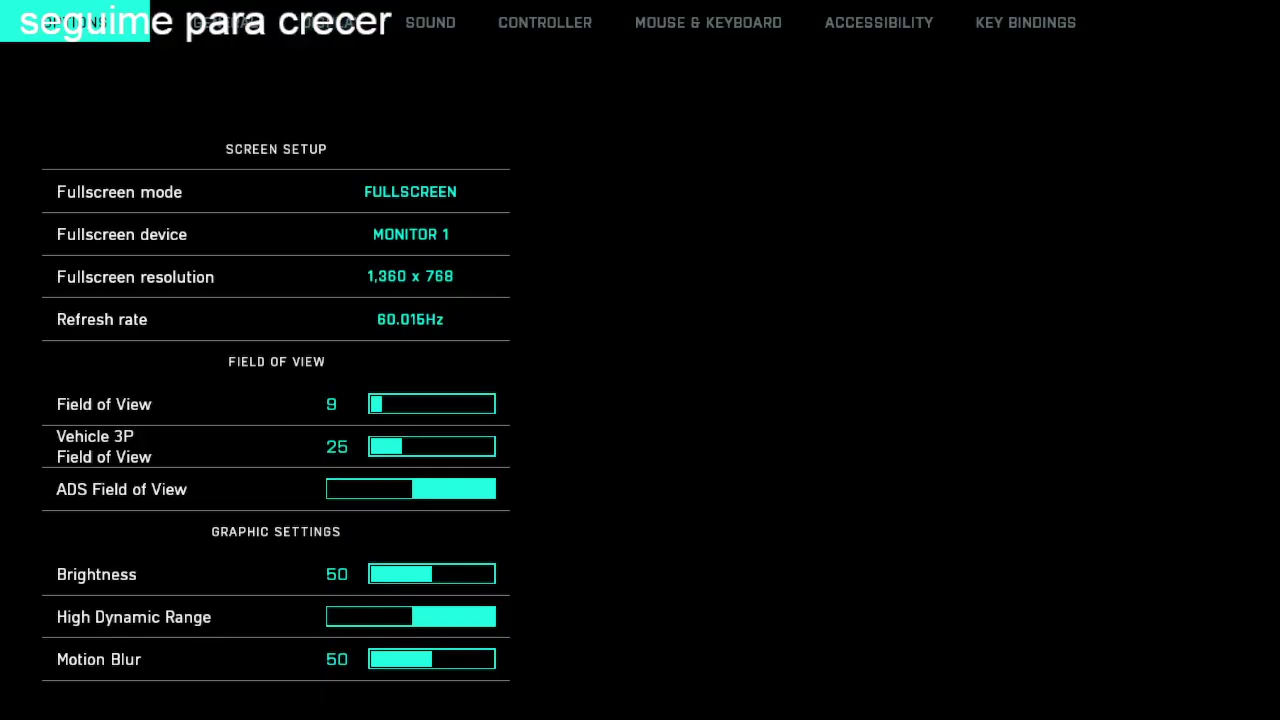 seguime para crecer
SOUND CONTROLLER MOUSE & KEYBOARD ACCESSIBILITY KEY BINDINGS
SCREEN SETUP
Fullscreen mode FULLSCREEN
Fullscreen device MONITOR 1
Fullscreen resolution 1,360 x 768
Refresh rate 60.015Hz
FIELD OF VIEW
Field of View 9
Vehicle 3P
Field of View 25
ADS Field of View
GRAPHIC SETTINGS
Brightness 50
High Dynamic Range
Motion Blur 50